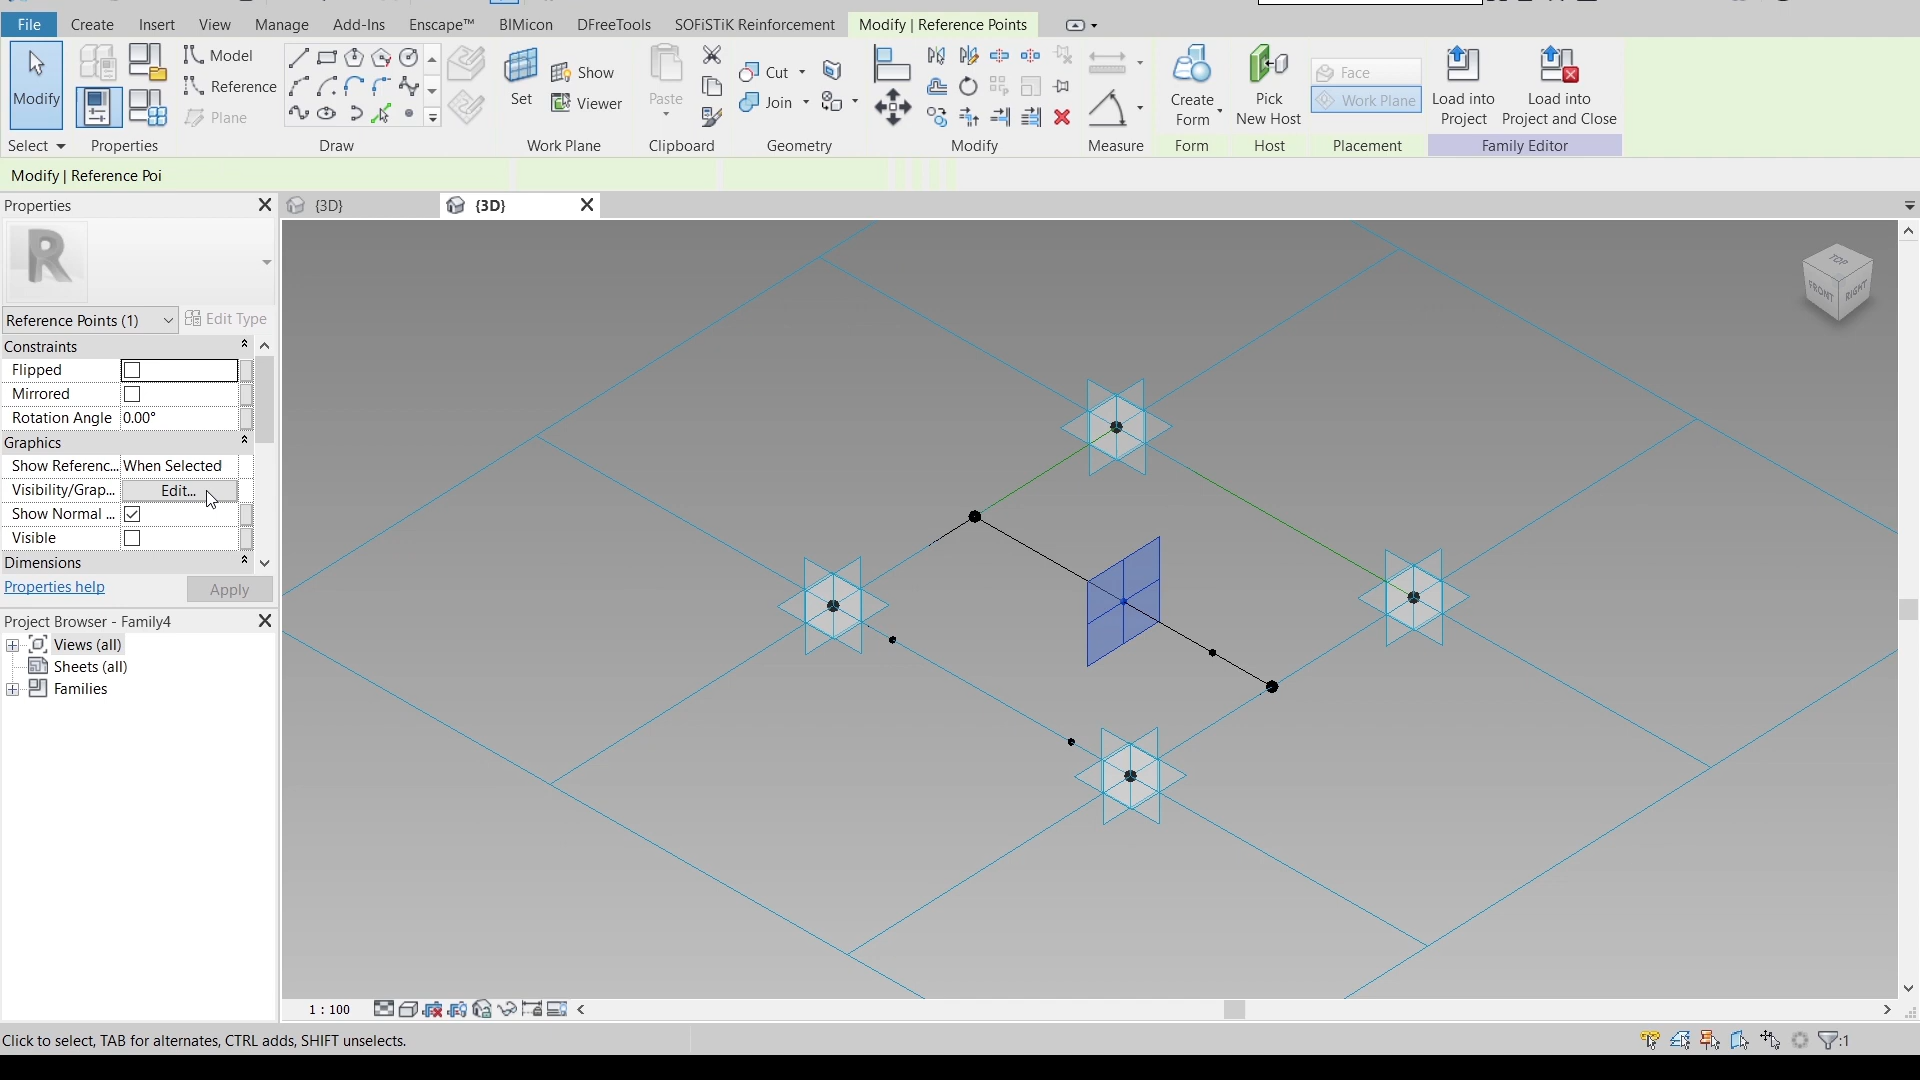 File Create Insert View Manage Add-Ins Enscape™ BIMicon DFreeTools SOFiSTiK Reinforcement Modify | Reference Points
Modify
Model
Reference
Plane
Set
Show
Viewer
Paste
Cut
Join
Create
Form
Pick
New Host
Face
Work Plane
Load into
Project
Load into
Project and Close
Select Properties Draw Work Plane Clipboard Geometry Modify Measure Form Host Placement Family Editor
Modify | Reference Poi
Properties
{3D}
{3D}
R
Reference Points (1) Edit Type
Constraints
Flipped
Mirrored
Rotation Angle 0.00°
Graphics
Show Referenc... When Selected
Visibility/Grap... Edit...
Show Normal ...
Visible
Dimensions
Properties help Apply
Project Browser - Family4
Views (all)
Sheets (all)
Families
TOP
FRONT RIGHT
1 : 100
Click to select, TAB for alternates, CTRL adds, SHIFT unselects.
:1